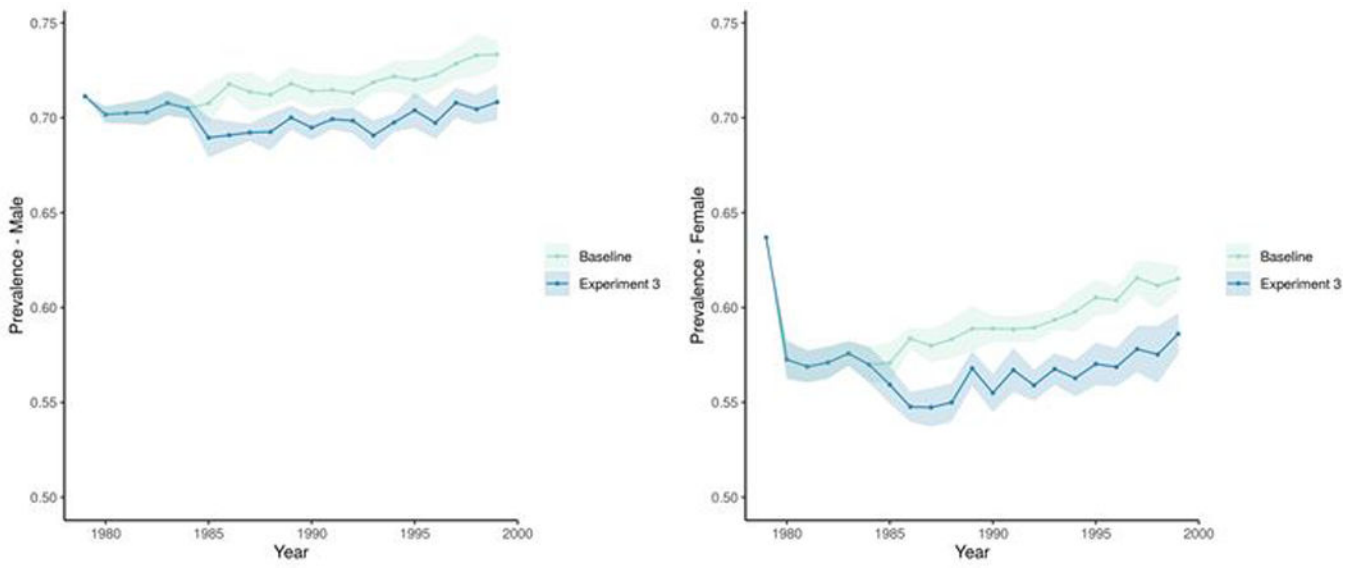 0.75
0.70
0.65
0.60
0.55
0.50
Prevalence - Male
1980
1985
1990
1995
2000
Year
Baseline
Experiment 3
0.75
0.70
0.65
0.60
0.55
0.50
Prevalence - Female
1980
1985
1990
1995
2000
Year
Baseline
Experiment 3